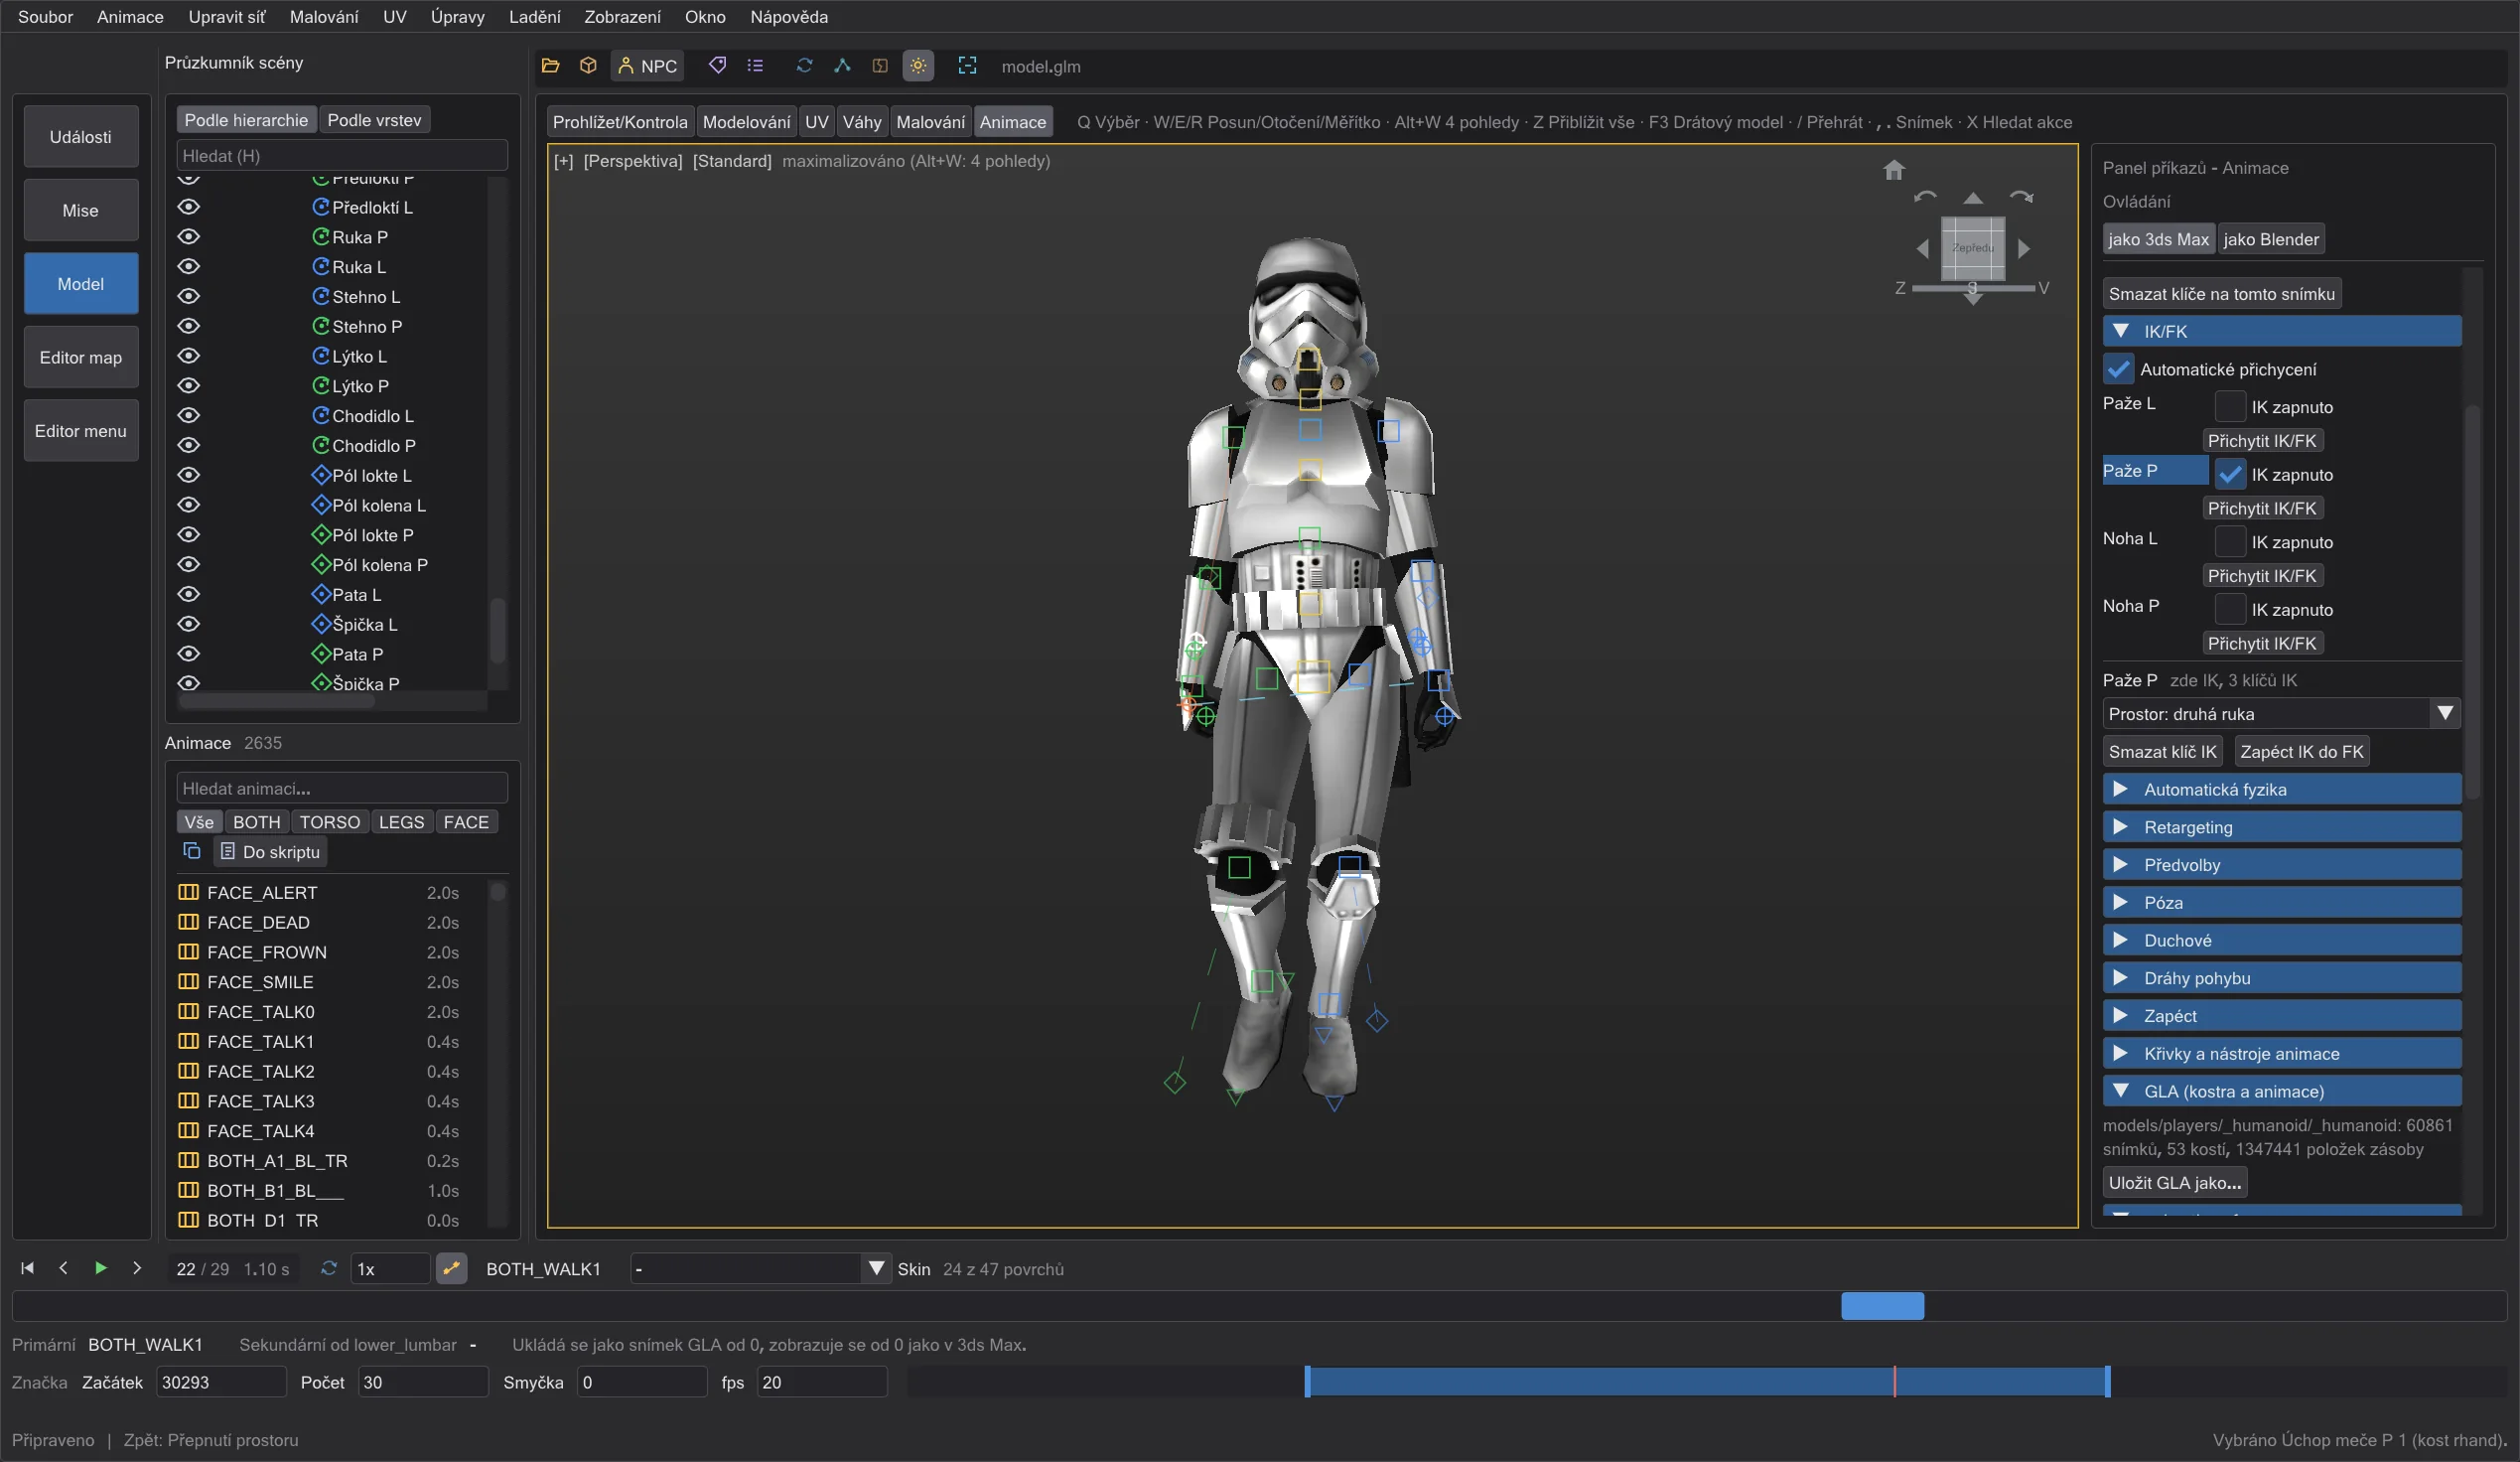 Soubor Animace Upravit síť Malování UV Úpravy Ladění Zobrazení Okno Nápověda
Průzkumník scény
NPC
model.glm
Události
Mise
Model
Editor map
Editor menu
Podle hierarchie Podle vrstev
Hledat (H)
Předloktí P
Předloktí L
Ruka P
Ruka L
Stehno L
Stehno P
Lýtko L
Lýtko P
Chodidlo L
Chodidlo P
Pól lokte L
Pól kolena L
Pól lokte P
Pól kolena P
Pata L
Špička L
Pata P
Špička P
Animace 2635
Hledat animaci...
Vše BOTH TORSO LEGS FACE
Do skriptu
FACE_ALERT 2.0s
FACE_DEAD 2.0s
FACE_FROWN 2.0s
FACE_SMILE 2.0s
FACE_TALK0 2.0s
FACE_TALK1 0.4s
FACE_TALK2 0.4s
FACE_TALK3 0.4s
FACE_TALK4 0.4s
BOTH_A1_BL_TR 0.2s
BOTH_B1_BL___ 1.0s
BOTH_D1_TR 0.0s
Prohlížet/Kontrola Modelování UV Váhy Malování Animace Q Výběr · W/E/R Posun/Otočení/Měřítko · Alt+W 4 pohledy · Z Přiblížit vše · F3 Drátový model · / Přehrát · , . Snímek · X Hledat akce
[+] [Perspektiva] [Standard] maximalizováno (Alt+W: 4 pohledy)
Zepředu
Z S V
Panel příkazů - Animace
Ovládání
jako 3ds Max jako Blender
Smazat klíče na tomto snímku
IK/FK
Automatické přichycení
Paže L IK zapnuto
Přichytit IK/FK
Paže P IK zapnuto
Přichytit IK/FK
Noha L IK zapnuto
Přichytit IK/FK
Noha P IK zapnuto
Přichytit IK/FK
Paže P zde IK, 3 klíčů IK
Prostor: druhá ruka
Smazat klíč IK Zapéct IK do FK
Automatická fyzika
Retargeting
Předvolby
Póza
Duchové
Dráhy pohybu
Zapéct
Křivky a nástroje animace
GLA (kostra a animace)
models/players/_humanoid/_humanoid: 60861
snímků, 53 kostí, 1347441 položek zásoby
Uložit GLA jako...
22 / 29 1.10 s 1x BOTH_WALK1 - Skin 24 z 47 povrchů
Primární BOTH_WALK1 Sekundární od lower_lumbar - Ukládá se jako snímek GLA od 0, zobrazuje se od 0 jako v 3ds Max.
Značka Začátek 30293 Počet 30 Smyčka 0 fps 20
Připraveno | Zpět: Přepnutí prostoru
Vybráno Úchop meče P 1 (kost rhand).